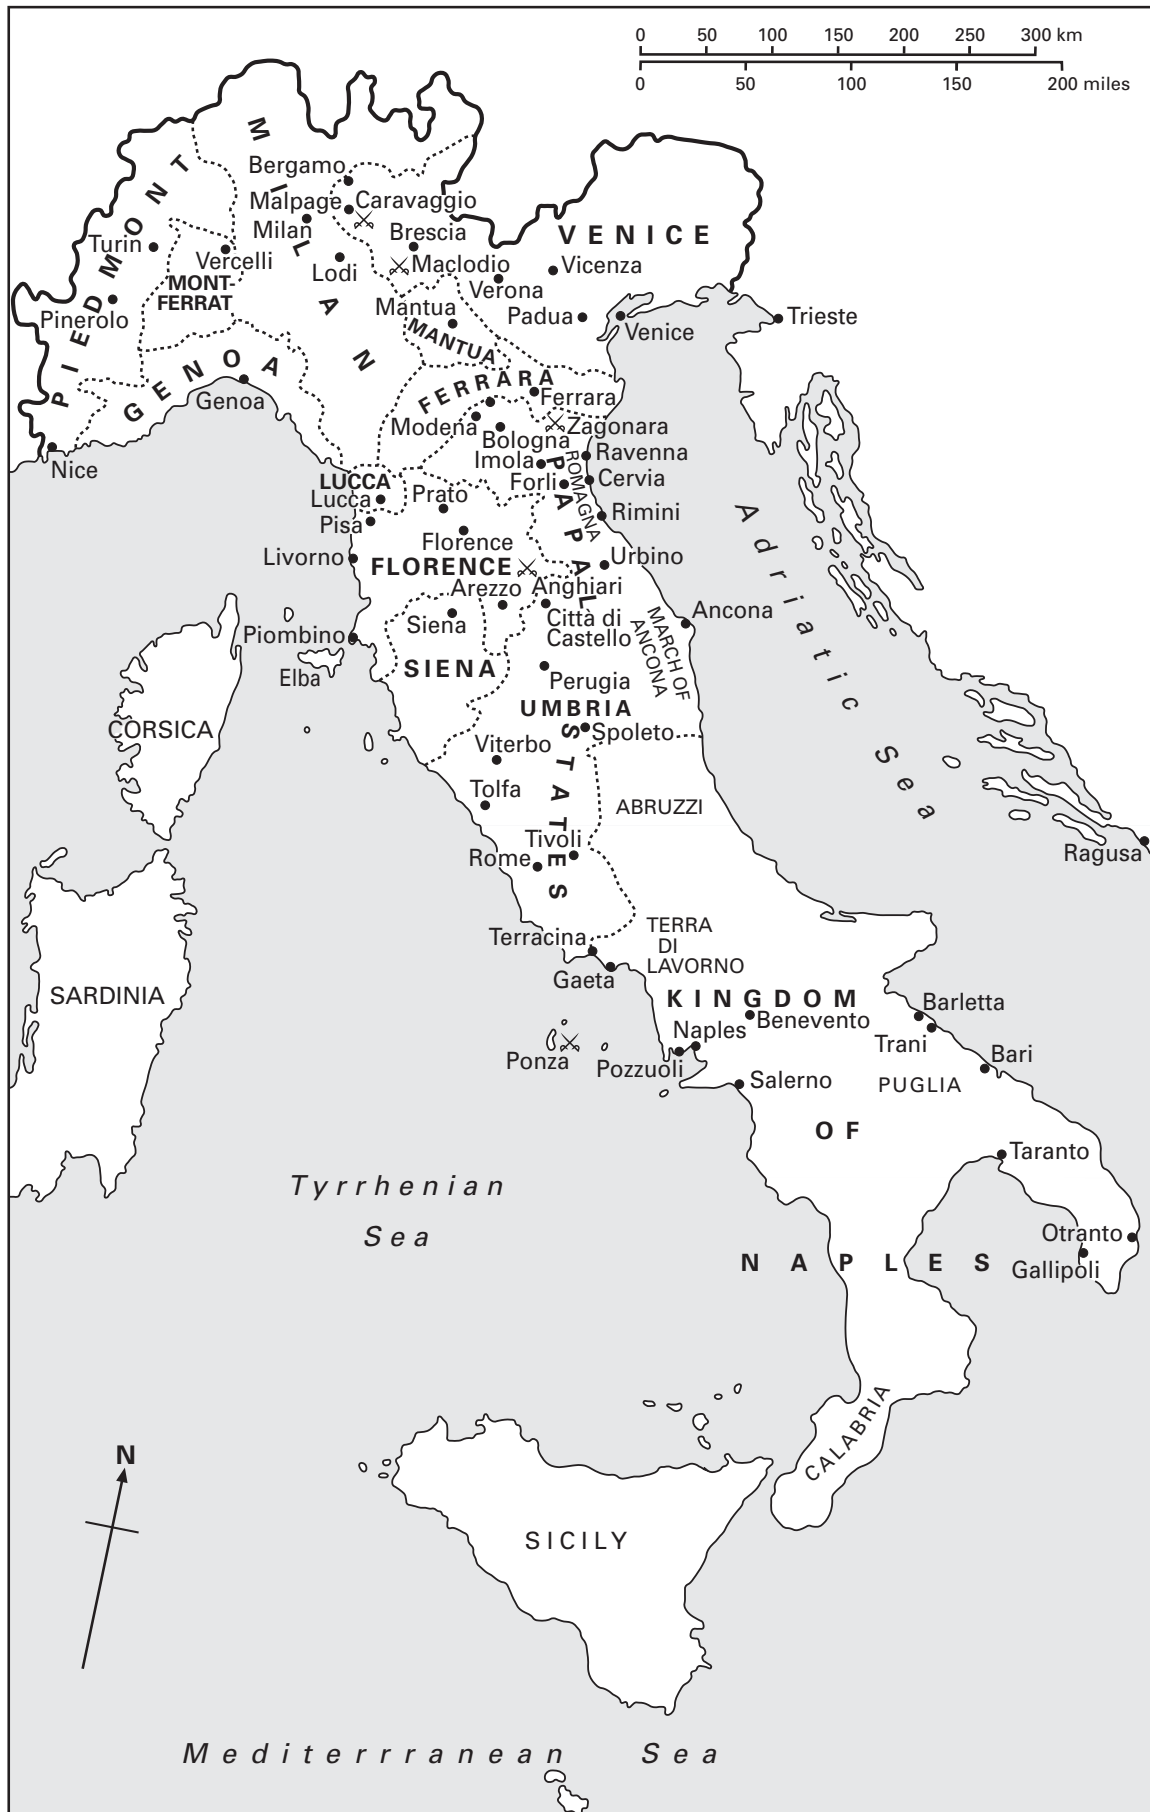 0 50 100 150 200 250 300 km
0 50 100 150 200 miles
MILAN
PIEDMONT
Bergamo
Malpage
Caravaggio
Milan
Brescia
VENICE
Turin
Vercelli
Lodi
Maclodio
Vicenza
MONT-
FERRAT
Verona
Pinerolo
Mantua
MANTUA
Padua
Venice
Trieste
GENOA
Genoa
FERRARA
Ferrara
Modena
Bologna
Zagonara
Nice
Imola
Ravenna
ROMAGNA
LUCCA
Lucca
Prato
Forli
Cervia
PAPAL
Pisa
Rimini
Florence
Livorno
FLORENCE
Urbino
Arezzo
Anghiari
Adriatic Sea
Siena
Città di
Castello
Ancona
MARCH OF
ANCONA
Piombino
Elba
SIENA
Perugia
UMBRIA
CORSICA
Spoleto
Viterbo
STATES
Tolfa
ABRUZZI
Tivoli
Rome
Ragusa
Terracina
TERRA
DI
LAVORNO
Gaeta
SARDINIA
KINGDOM
Barletta
Benevento
Naples
Trani
Ponza
Pozzuoli
Bari
Salerno
PUGLIA
OF
Taranto
Tyrrhenian
Sea
Otranto
NAPLES
Gallipoli
CALABRIA
N
SICILY
Mediterrranean Sea